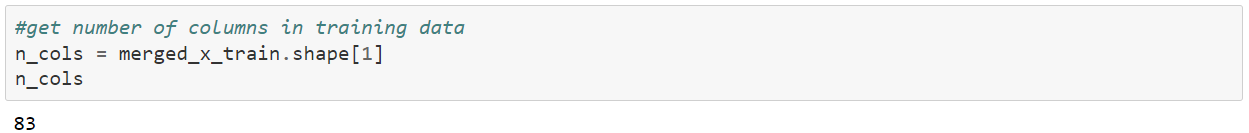 #get number of columns in training data
n_cols = merged_x_train.shape[1]
n_cols
83